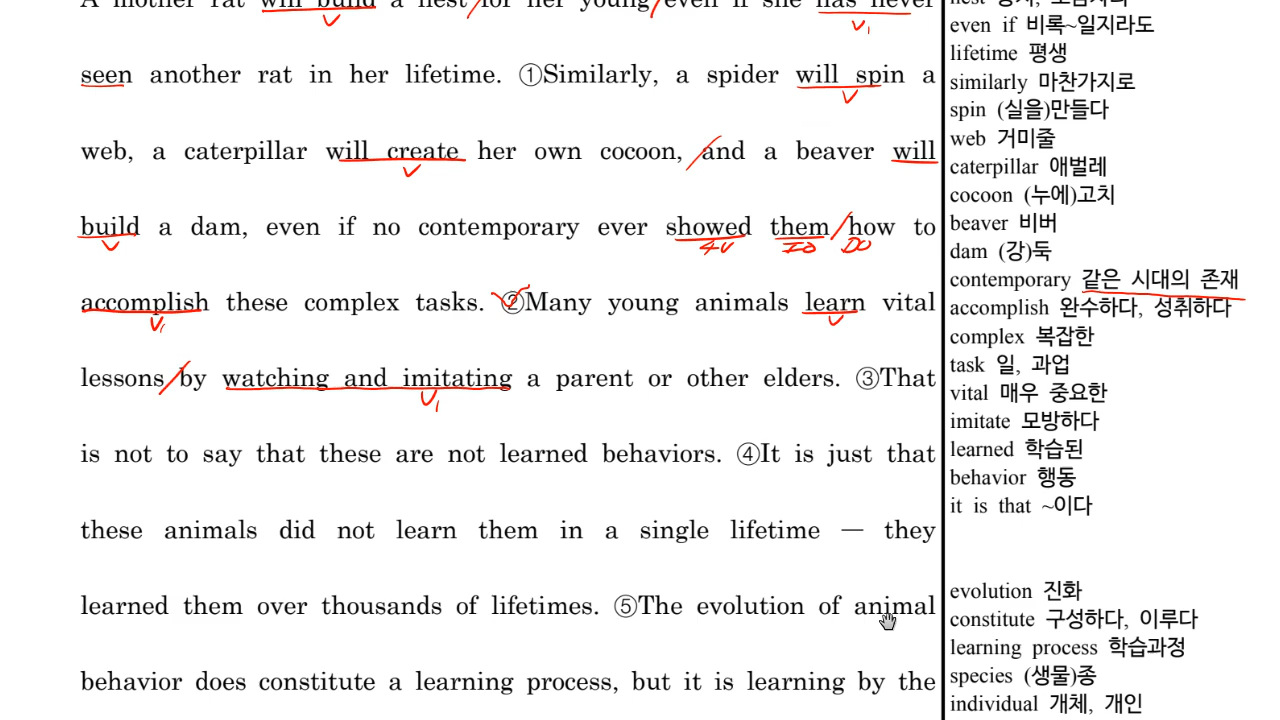 A mother rat will build a nest for her young even if she has never
seen another rat in her lifetime. ①Similarly, a spider will spin a
web, a caterpillar will create her own cocoon, and a beaver will
build a dam, even if no contemporary ever showed them how to
4V IO DO
accomplish these complex tasks. ②Many young animals learn vital
lessons by watching and imitating a parent or other elders. ③That
is not to say that these are not learned behaviors. ④It is just that
these animals did not learn them in a single lifetime — they
learned them over thousands of lifetimes. ⑤The evolution of animal
behavior does constitute a learning process, but it is learning by the
even if 비록~일지라도
lifetime 평생
similarly 마찬가지로
spin (실을)만들다
web 거미줄
caterpillar 애벌레
cocoon (누에)고치
beaver 비버
dam (강)둑
contemporary 같은 시대의 존재
accomplish 완수하다, 성취하다
complex 복잡한
task 일, 과업
vital 매우 중요한
imitate 모방하다
learned 학습된
behavior 행동
it is that ~이다
evolution 진화
constitute 구성하다, 이루다
learning process 학습과정
species (생물)종
individual 개체, 개인